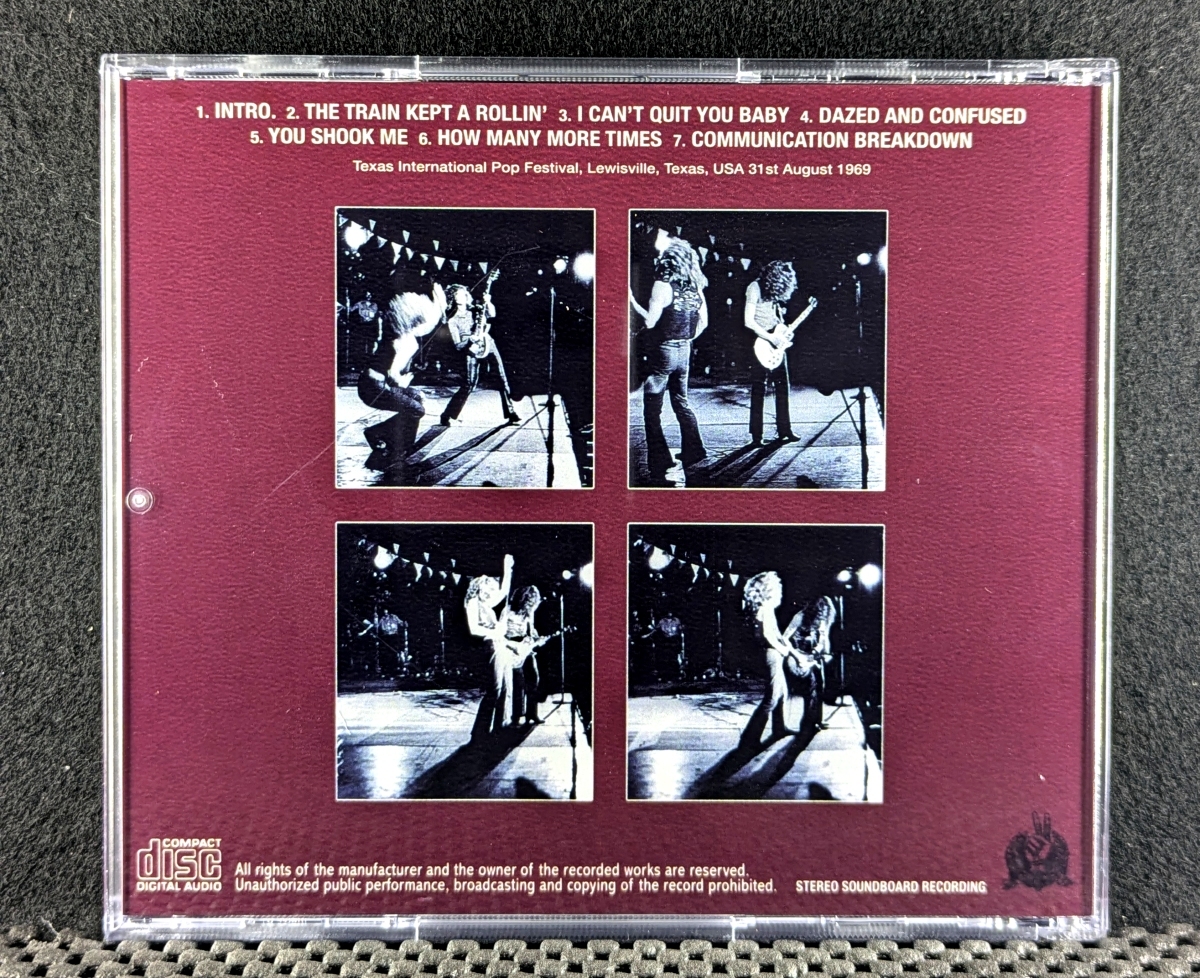 1. INTRO. 2. THE TRAIN KEPT A ROLLIN' 3. I CAN'T QUIT YOU BABY 4. DAZED AND CONFUSED
5. YOU SHOOK ME 6. HOW MANY MORE TIMES 7. COMMUNICATION BREAKDOWN
Texas International Pop Festival, Lewisville, Texas, USA 31st August 1969
COMPACT
disc
DIGITAL AUDIO
All rights of the manufacturer and the owner of the recorded works are reserved.
Unauthorized public performance, broadcasting and copying of the record prohibited. STEREO SOUNDBOARD RECORDING